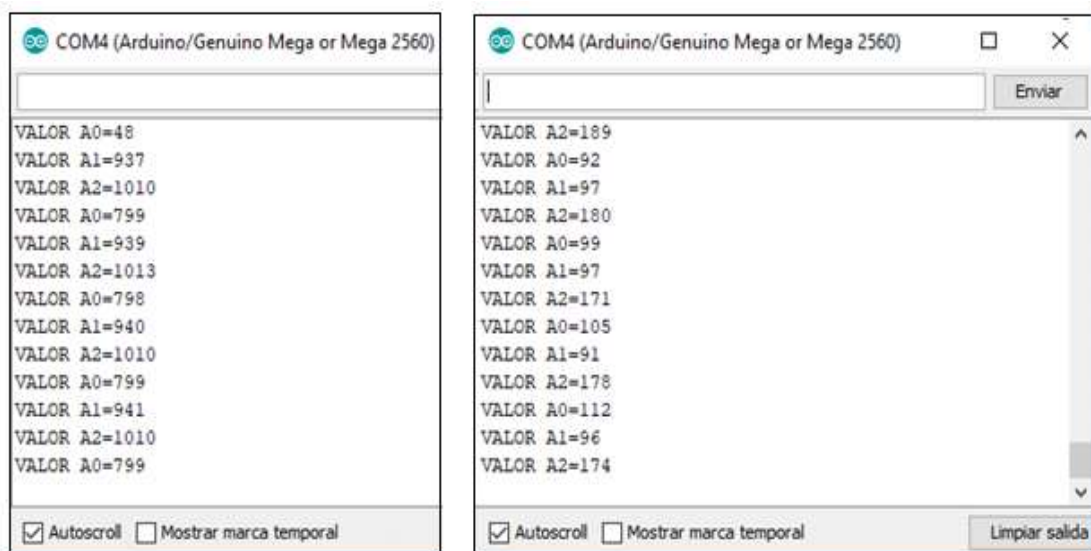 COM4 (Arduino/Genuino Mega or Mega 2560)
VALOR A0=48
VALOR A1=937
VALOR A2=1010
VALOR A0=799
VALOR A1=939
VALOR A2=1013
VALOR A0=798
VALOR A1=940
VALOR A2=1010
VALOR A0=799
VALOR A1=941
VALOR A2=1010
VALOR A0=799
Autoscroll Mostrar marca temporal
COM4 (Arduino/Genuino Mega or Mega 2560)
Enviar
VALOR A2=189
VALOR A0=92
VALOR A1=97
VALOR A2=180
VALOR A0=99
VALOR A1=97
VALOR A2=171
VALOR A0=105
VALOR A1=91
VALOR A2=178
VALOR A0=112
VALOR A1=96
VALOR A2=174
Autoscroll Mostrar marca temporal Limpiar salida